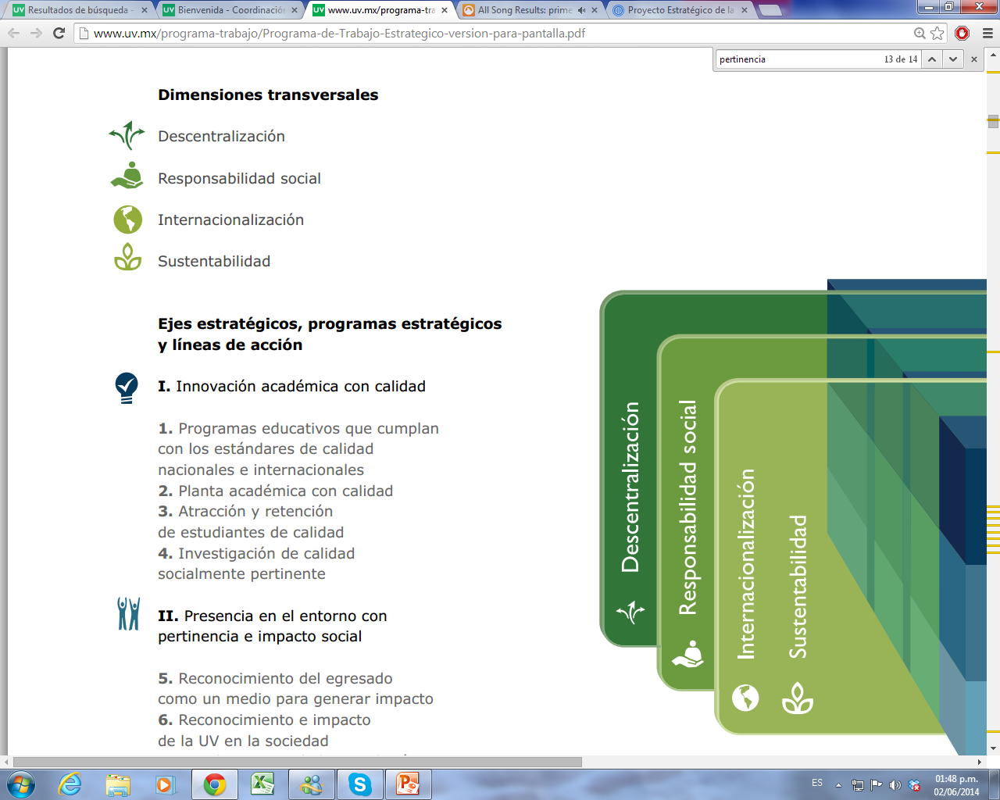 Resultados de búsqueda -
Bienvenida - Coordinación
www.uv.mx/programa-tra
All Song Results: prime
Proyecto Estratégico de la
www.uv.mx/programa-trabajo/Programa-de-Trabajo-Estrategico-version-para-pantalla.pdf
pertinencia 13 de 14
Dimensiones transversales
Descentralización
Responsabilidad social
Internacionalización
Sustentabilidad
Ejes estratégicos, programas estratégicos
y líneas de acción
I. Innovación académica con calidad
1. Programas educativos que cumplan
con los estándares de calidad
nacionales e internacionales
2. Planta académica con calidad
3. Atracción y retención
de estudiantes de calidad
4. Investigación de calidad
socialmente pertinente
II. Presencia en el entorno con
pertinencia e impacto social
5. Reconocimiento del egresado
como un medio para generar impacto
6. Reconocimiento e impacto
de la UV en la sociedad
Descentralización
Responsabilidad social
Internacionalización
Sustentabilidad
ES
01:48 p.m.
02/06/2014